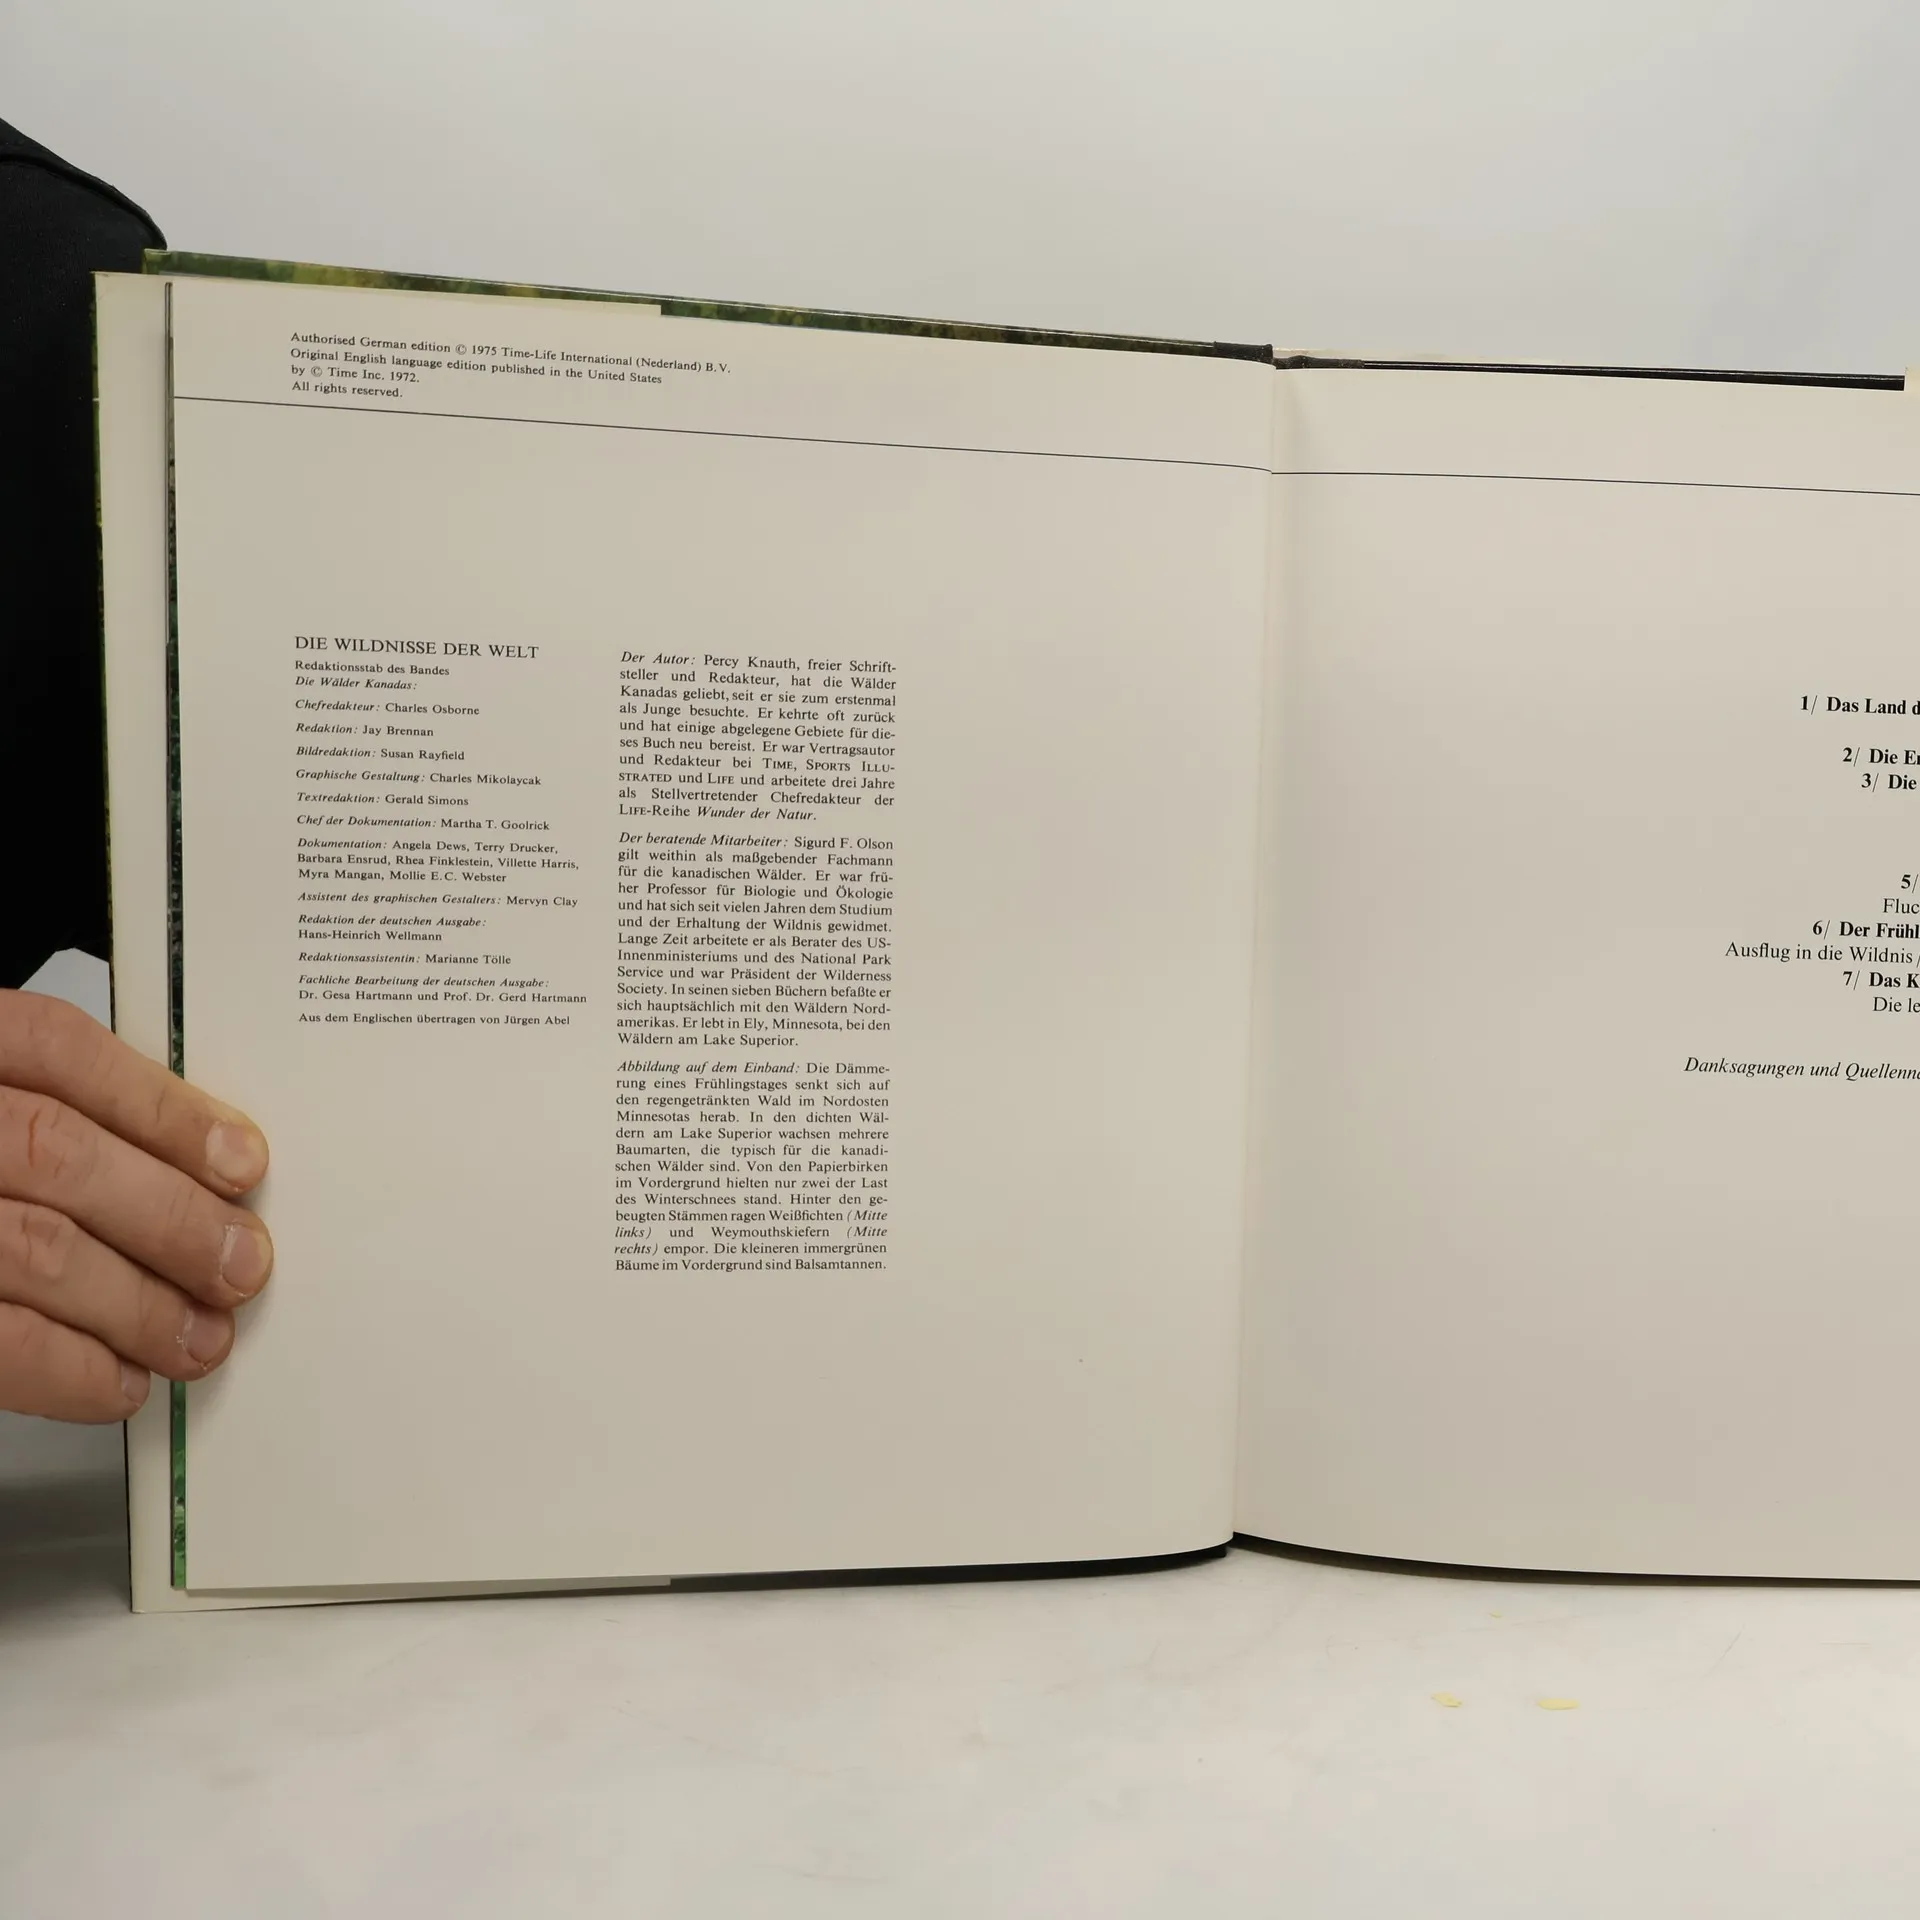 Authorised German edition © 1975 Time-Life International (Nederland) B.V.
Original English language edition published in the United States
by © Time Inc. 1972.
All rights reserved.
DIE WILDNISSE DER WELT
Redaktionsstab des Bandes
Die Wälder Kanadas:
Chefredakteur: Charles Osborne
Redaktion: Jay Brennan
Bildredaktion: Susan Rayfield
Graphische Gestaltung: Charles Mikolaycak
Textredaktion: Gerald Simons
Chef der Dokumentation: Martha T. Goolrick
Dokumentation: Angela Dews, Terry Drucker,
Barbara Ensrud, Rhea Finklestein, Villette Harris,
Myra Mangan, Mollie E.C. Webster
Assistent des graphischen Gestalters: Mervyn Clay
Redaktion der deutschen Ausgabe:
Hans-Heinrich Wellmann
Redaktionsassistentin: Marianne Tölle
Fachliche Bearbeitung der deutschen Ausgabe:
Dr. Gesa Hartmann und Prof. Dr. Gerd Hartmann
Aus dem Englischen übertragen von Jürgen Abel
Der Autor: Percy Knauth, freier Schrift-
steller und Redakteur, hat die Wälder
Kanadas geliebt, seit er sie zum erstenmal
als Junge besuchte. Er kehrte oft zurück
und hat einige abgelegene Gebiete für die-
ses Buch neu bereist. Er war Vertragsautor
und Redakteur bei TIME, SPORTS ILLU-
STRATED und LIFE und arbeitete drei Jahre
als Stellvertretender Chefredakteur der
LIFE-Reihe Wunder der Natur.
Der beratende Mitarbeiter: Sigurd F. Olson
gilt weithin als maßgebender Fachmann
für die kanadischen Wälder. Er war frü-
her Professor für Biologie und Ökologie
und hat sich seit vielen Jahren dem Studium
und der Erhaltung der Wildnis gewidmet.
Lange Zeit arbeitete er als Berater des US-
Innenministeriums und des National Park
Service und war Präsident der Wilderness
Society. In seinen sieben Büchern befaßte er
sich hauptsächlich mit den Wäldern Nord-
amerikas. Er lebt in Ely, Minnesota, bei den
Wäldern am Lake Superior.
Abbildung auf dem Einband: Die Dämme-
rung eines Frühlingstages senkt sich auf
den regengetränkten Wald im Nordosten
Minnesotas herab. In den dichten Wäl-
dern am Lake Superior wachsen mehrere
Baumarten, die typisch für die kanadi-
schen Wälder sind. Von den Papierbirken
im Vordergrund hielten nur zwei der Last
des Winterschnees stand. Hinter den ge-
beugten Stämmen ragen Weißfichten (Mitte
links) und Weymouthskiefern (Mitte
rechts) empor. Die kleineren immergrünen
Bäume im Vordergrund sind Balsamtannen.
1/ Das Land d
2/ Die E
3/ Die
5/
Fluc
6/ Der Frühl
Ausflug in die Wildnis/
7/ Das K
Die le
Danksagungen und Quellenna